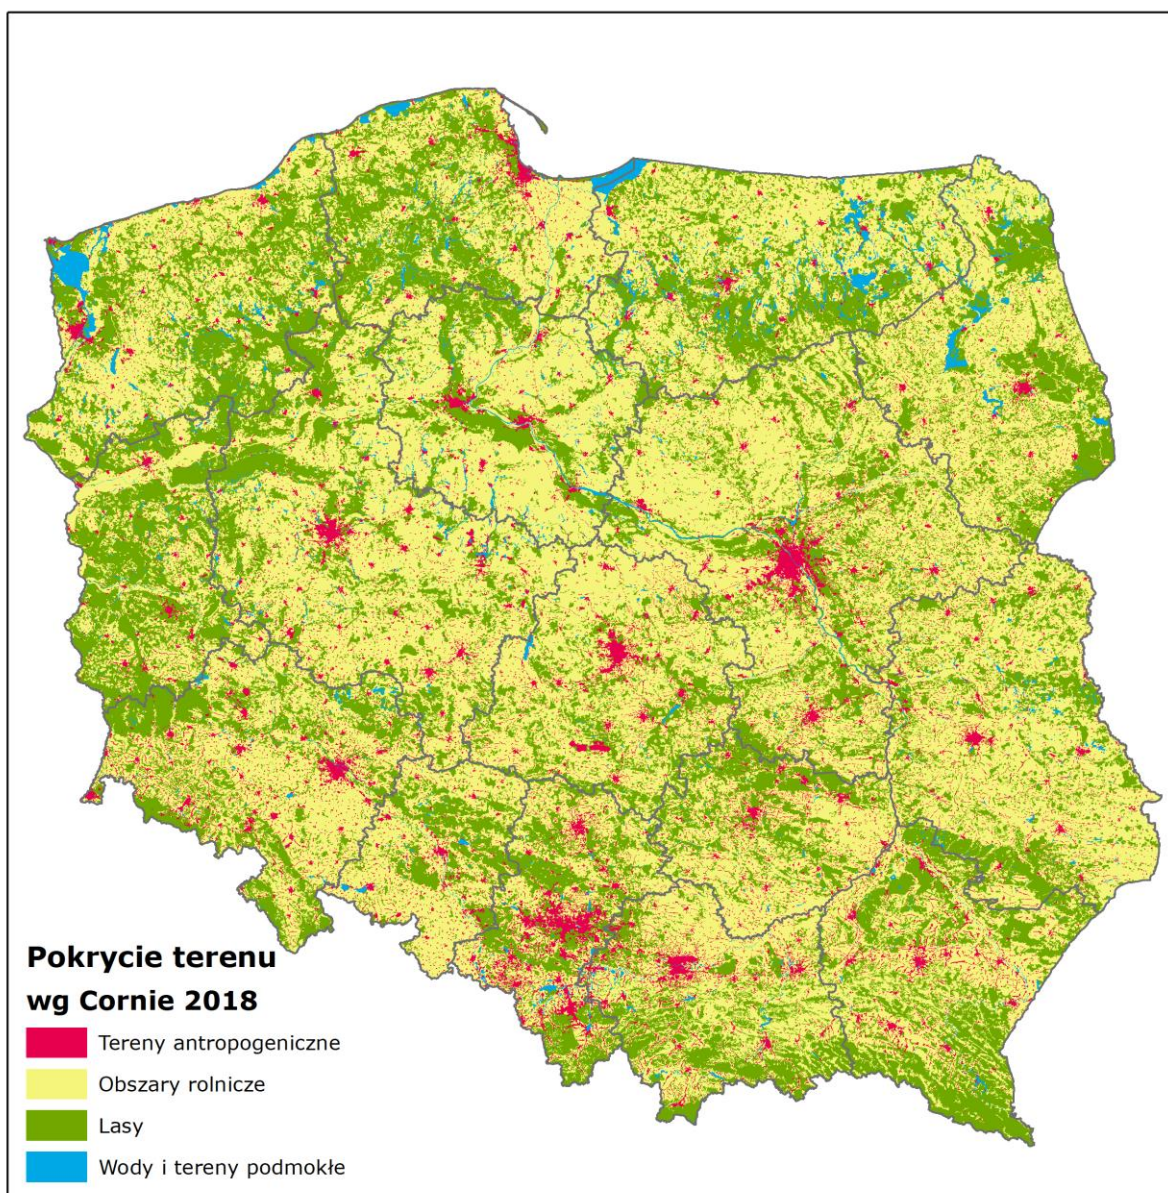 Pokrycie terenu
wg Cornie 2018
Tereny antropogeniczne
Obszary rolnicze
Lasy
Wody i tereny podmokłe